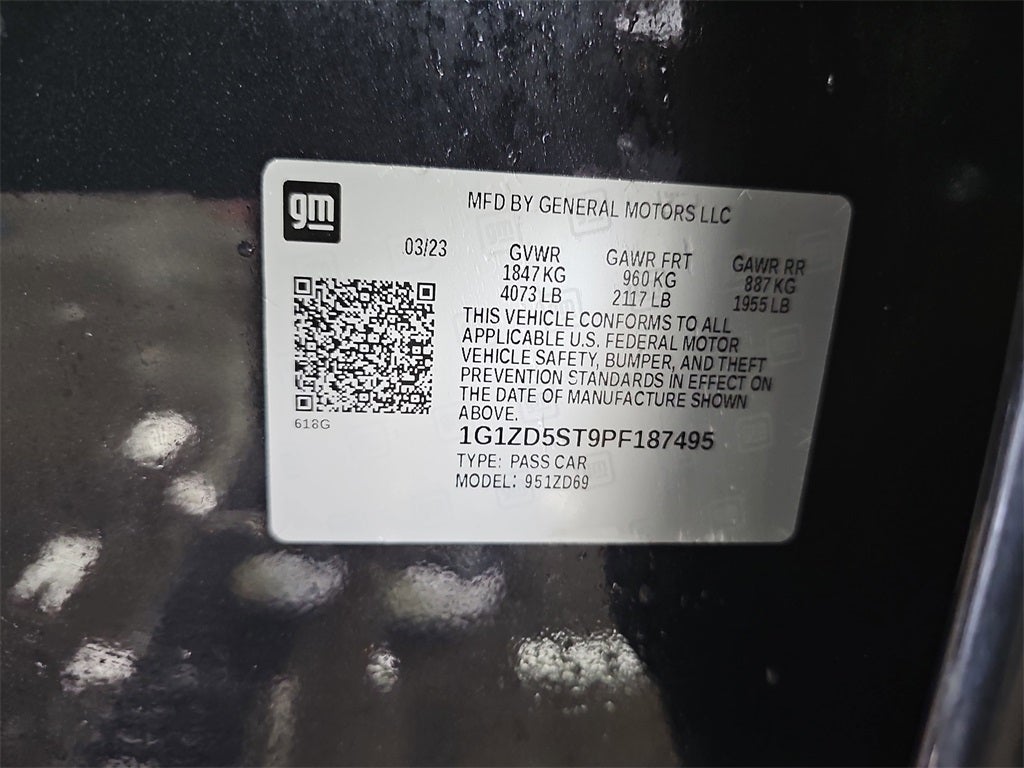 gm
MFD BY GENERAL MOTORS LLC
03/23
GVWR GAWR FRT GAWR RR
1847 KG 960 KG 887 KG
4073 LB 2117 LB 1955 LB
THIS VEHICLE CONFORMS TO ALL
APPLICABLE U.S. FEDERAL MOTOR
VEHICLE SAFETY, BUMPER, AND THEFT
PREVENTION STANDARDS IN EFFECT ON
THE DATE OF MANUFACTURE SHOWN
ABOVE.
618G
1G1ZD5ST9PF187495
TYPE: PASS CAR
MODEL: 951ZD69